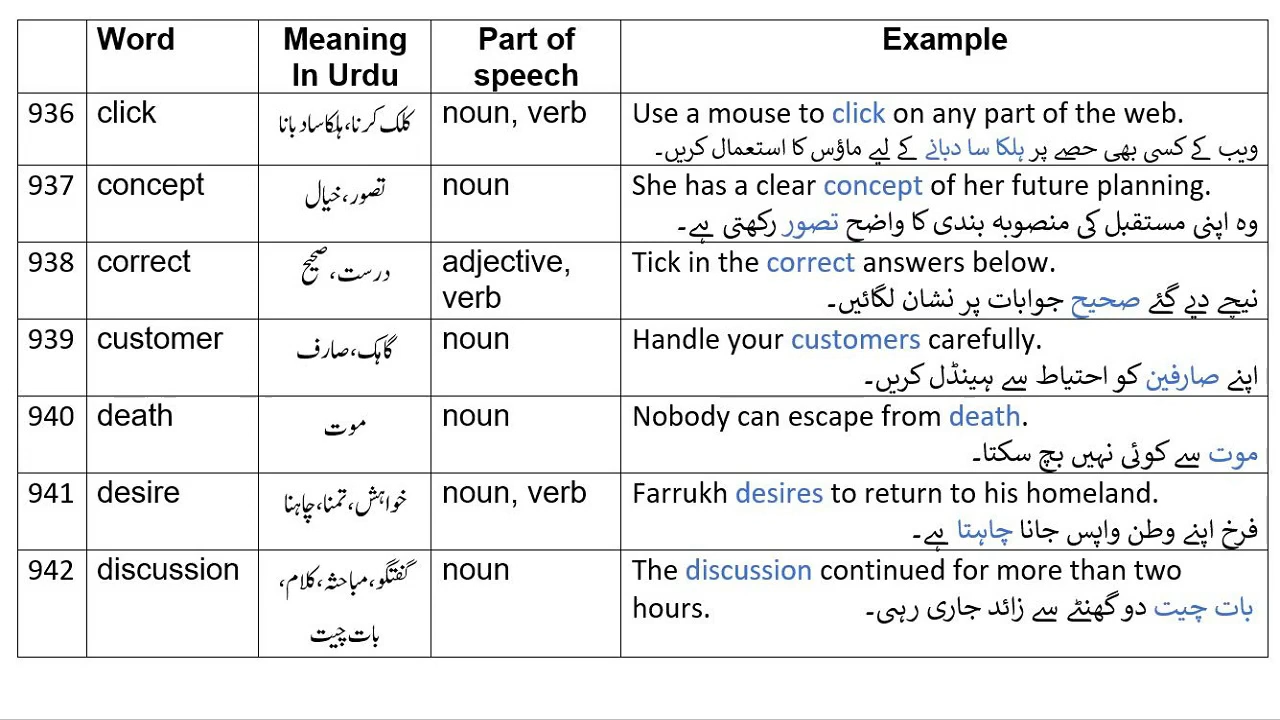 Word Meaning In Urdu Part of speech Example
936 click کلک کرنا، ہلکا سا دبانا noun, verb Use a mouse to click on any part of the web.
ویب کے کسی بھی حصے پر ہلکا سا دبانے کے لیے ماؤس کا استعمال کریں۔
937 concept تصور، خیال noun She has a clear concept of her future planning.
وہ اپنی مستقبل کی منصوبہ بندی کا واضح تصور رکھتی ہے۔
938 correct درست، صحیح adjective, verb Tick in the correct answers below.
نیچے دیے گئے صحیح جوابات پر نشان لگائیں۔
939 customer گاہک، صارف noun Handle your customers carefully.
اپنے صارفین کو احتیاط سے ہینڈل کریں۔
940 death موت noun Nobody can escape from death.
موت سے کوئی نہیں بچ سکتا۔
941 desire خواہش، تمنا، چاہنا noun, verb Farrukh desires to return to his homeland.
فرخ اپنے وطن واپس جانا چاہتا ہے۔
942 discussion گفتگو، مباحثہ، کلام، بات چیت noun The discussion continued for more than two
hours. بات چیت دو گھنٹے سے زائد جاری رہی۔